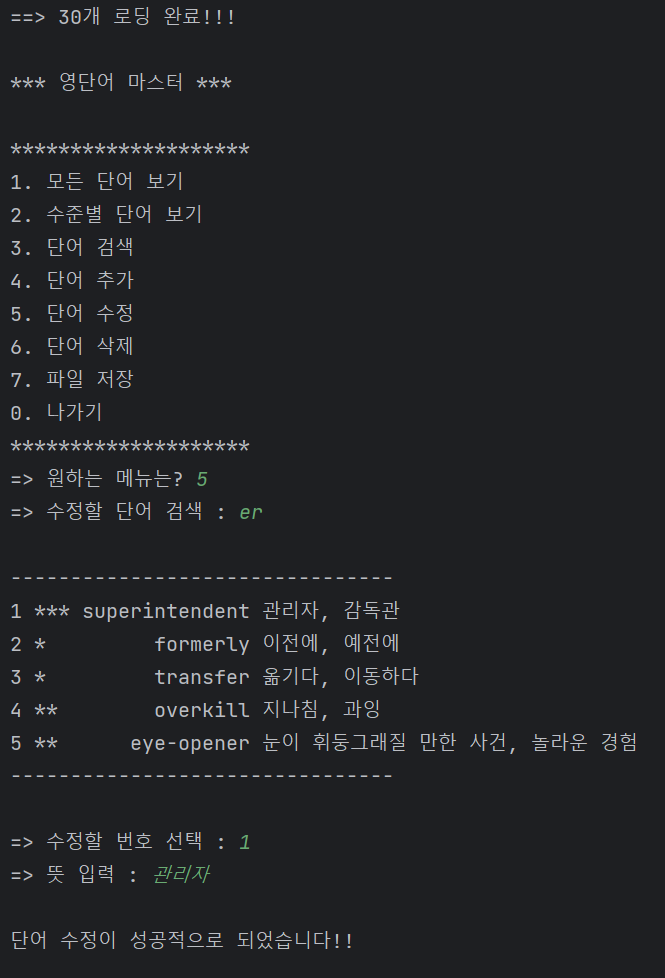 ==> 30개 로딩 완료!!!
*** 영단어 마스터 ***
********************
1. 모든 단어 보기
2. 수준별 단어 보기
3. 단어 검색
4. 단어 추가
5. 단어 수정
6. 단어 삭제
7. 파일 저장
0. 나가기
********************
=> 원하는 메뉴는? 5
=> 수정할 단어 검색 : er
--------------------------------
1 *** superintendent 관리자, 감독관
2 *         formerly 이전에, 예전에
3 *         transfer 옮기다, 이동하다
4 **        overkill 지나침, 과잉
5 **      eye-opener 눈이 휘둥그래질 만한 사건, 놀라운 경험
--------------------------------
=> 수정할 번호 선택 : 1
=> 뜻 입력 : 관리자
단어 수정이 성공적으로 되었습니다!!